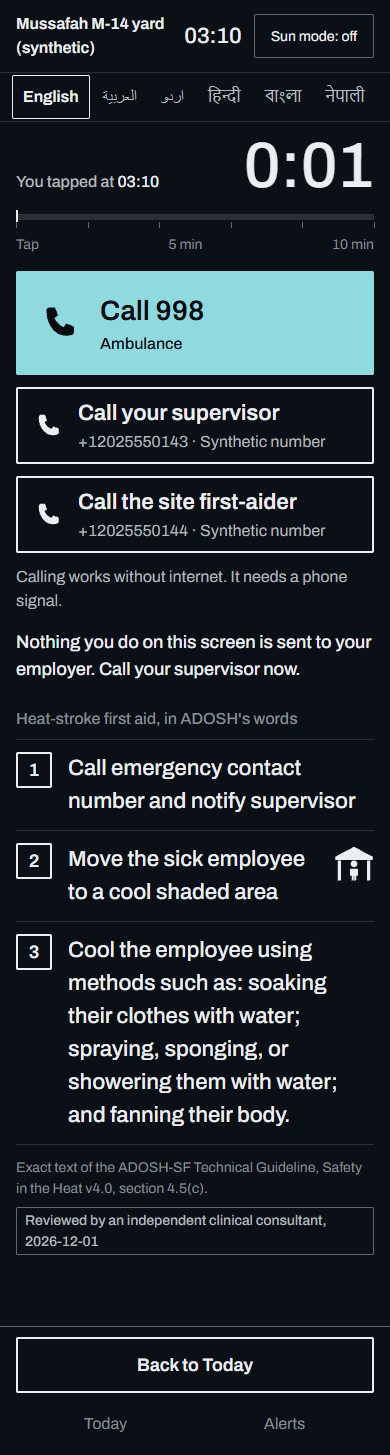 Mussafah M-14 yard
(synthetic)
03:10
Sun mode: off
English
العربية
اردو
हिन्दी
বাংলা
नेपाली
You tapped at 03:10
0:01
Tap
5 min
10 min
Call 998
Ambulance
Call your supervisor
+12025550143 · Synthetic number
Call the site first-aider
+12025550144 · Synthetic number
Calling works without internet. It needs a phone
signal.
Nothing you do on this screen is sent to your
employer. Call your supervisor now.
Heat-stroke first aid, in ADOSH's words
1
Call emergency contact
number and notify supervisor
2
Move the sick employee
to a cool shaded area
3
Cool the employee using
methods such as: soaking
their clothes with water;
spraying, sponging, or
showering them with water;
and fanning their body.
Exact text of the ADOSH-SF Technical Guideline, Safety
in the Heat v4.0, section 4.5(c).
Reviewed by an independent clinical consultant,
2026-12-01
Back to Today
Today
Alerts